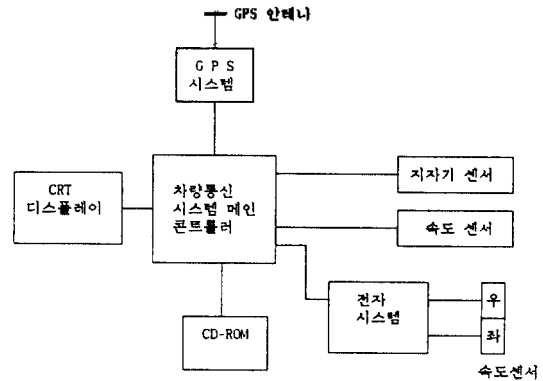 GPS 안테나
G P S
시스템
CRT
디스플레이
차량통신
시스템 메인
콘트롤러
지자기 센서
속도 센서
전자
시스템
우
좌
CD-ROM
속도센서